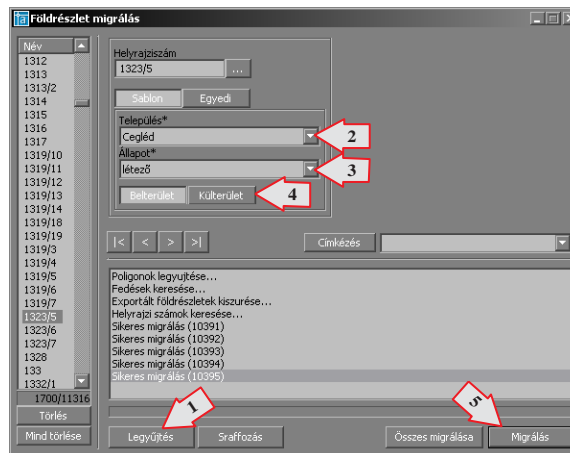 Földrészlet migrálás
Név
1312
1313
1313/2
1314
1315
1316
1317
1319/10
1319/11
1319/12
1319/13
1319/14
1319/18
1319/19
1319/3
1319/4
1319/5
1319/6
1319/7
1323/5
1323/6
1323/7
1328
133
1332/1
1700/11316
Törlés
Mind törlése
Helyrajziszám
1323/5
...
Sablon
Egyedi
Település*
Cegléd
2
Állapot*
létező
3
Belterület
Külterület
4
|<
<
>
>|
Címkézés
Poligonok legyujtése...
Fedések keresése...
Exportált földrészletek kiszurése...
Helyrajzi számok keresése...
Sikeres migrálás (10391)
Sikeres migrálás (10392)
Sikeres migrálás (10393)
Sikeres migrálás (10394)
Sikeres migrálás (10395)
1
5
Legyűjtés
Sraffozás
Összes migrálása
Migrálás